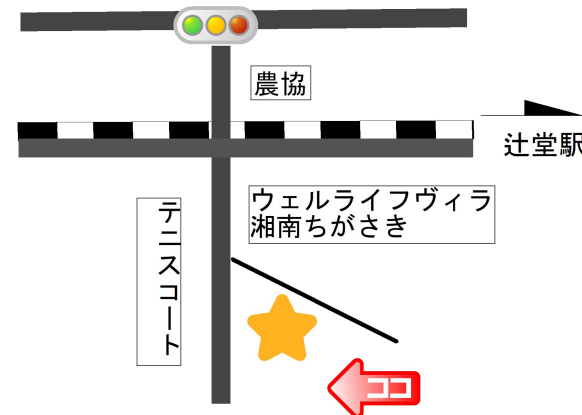 農協
辻堂駅
ウェルライフヴィラ
湘南ちがさき
テニスコート
ココ